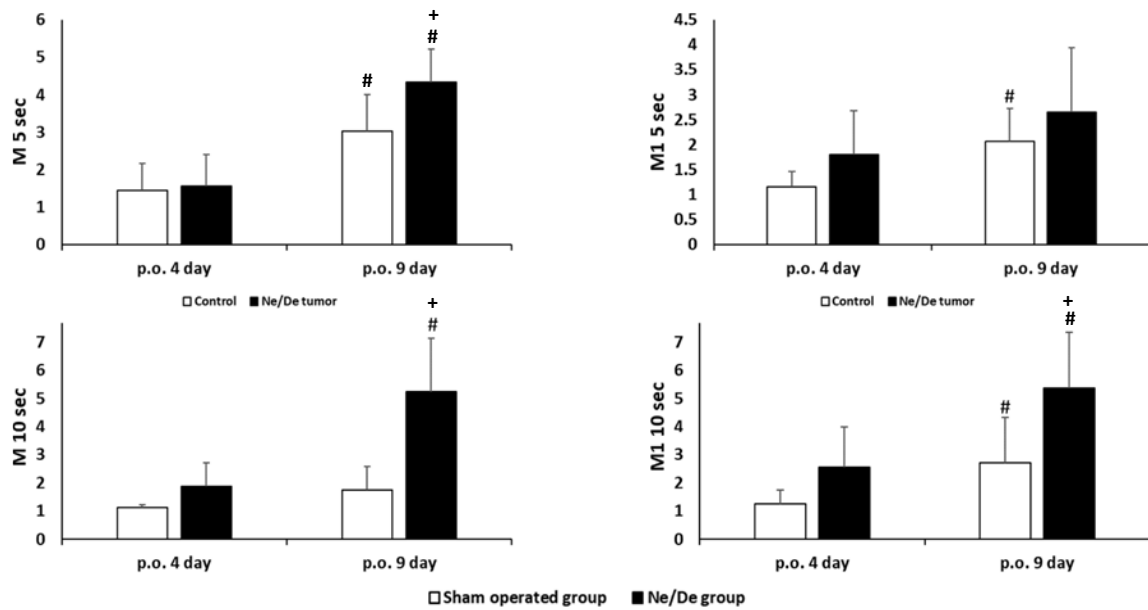 M 5 sec
6
5
4
3
2
1
0
#
+
#
p.o. 4 day
p.o. 9 day
Control
Ne/De tumor
M1 5 sec
4.5
4
3.5
3
2.5
2
1.5
1
0.5
0
#
p.o. 4 day
p.o. 9 day
Control
Ne/De tumor
M 10 sec
7
6
5
4
3
2
1
0
+
#
p.o. 4 day
p.o. 9 day
M1 10 sec
7
6
5
4
3
2
1
0
#
+
#
p.o. 4 day
p.o. 9 day
Sham operated group
Ne/De group